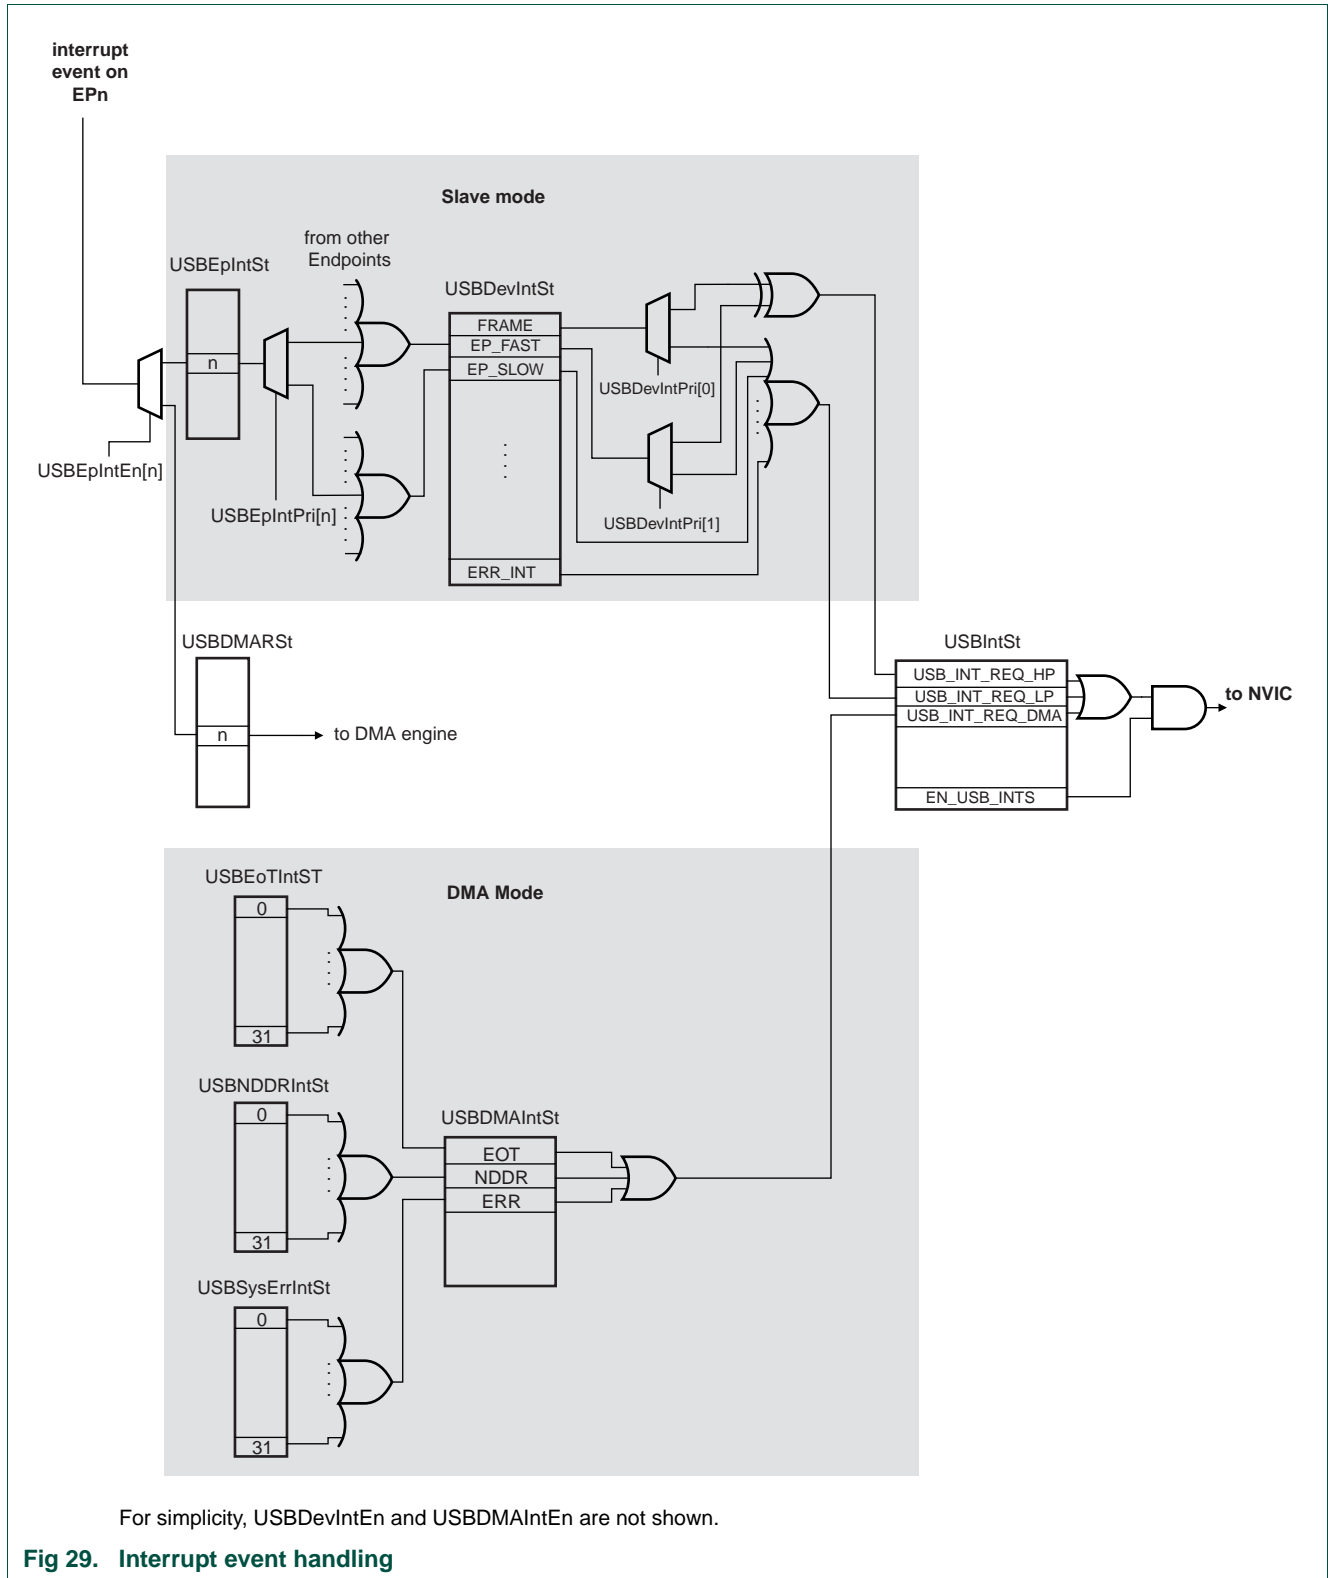 interrupt
event on
EPn
Slave mode
from other
Endpoints
USBEpIntSt
USBDevIntSt
FRAME
EP_FAST
EP_SLOW
n
USBDevIntPri[0]
USBEpIntEn[n]
USBEpIntPri[n]
USBDevIntPri[1]
ERR_INT
USBDMARSt
USBIntSt
USB_INT_REQ_HP
USB_INT_REQ_LP
USB_INT_REQ_DMA
to NVIC
n
to DMA engine
EN_USB_INTS
USBEoTIntST
DMA Mode
0
31
USBNDDRIntSt
0
USBDMAIntSt
EOT
NDDR
ERR
31
USBSysErrIntSt
0
31
For simplicity, USBDevIntEn and USBDMAIntEn are not shown.
Fig 29. Interrupt event handling